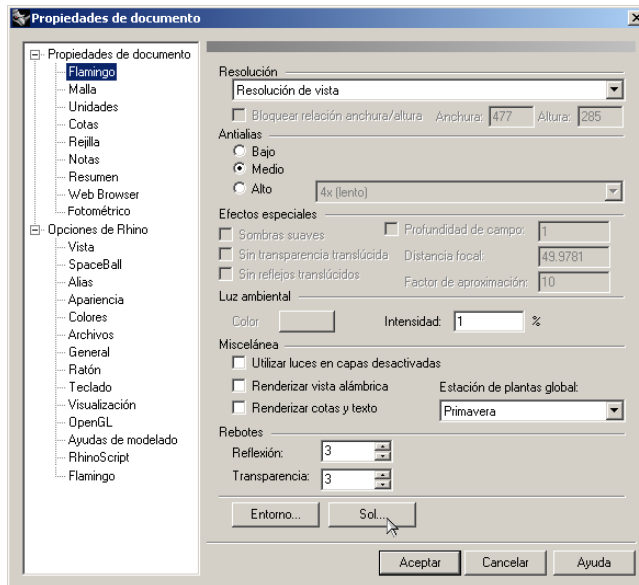 Propiedades de documento
Propiedades de documento
Flamingo
Malla
Unidades
Cotas
Rejilla
Notas
Resumen
Web Browser
Fotométrico
Opciones de Rhino
Vista
SpaceBall
Alias
Apariencia
Colores
Archivos
General
Ratón
Teclado
Visualización
OpenGL
Ayudas de modelado
RhinoScript
Flamingo
Resolución
Resolución de vista
Bloquear relación anchura/altura Anchura: 477 Altura: 285
Antialias
Bajo
Medio
Alto 4x (lento)
Efectos especiales
Sombras suaves Profundidad de campo: 1
Sin transparencia translúcida Distancia focal: 49.9781
Sin reflejos translúcidos Factor de aproximación: 10
Luz ambiental
Color Intensidad: 1 %
Miscelánea
Utilizar luces en capas desactivadas
Renderizar vista alámbrica Estación de plantas global:
Renderizar cotas y texto Primavera
Rebotes
Reflexión: 3
Transparencia: 3
Entorno... Sol...
Aceptar Cancelar Ayuda